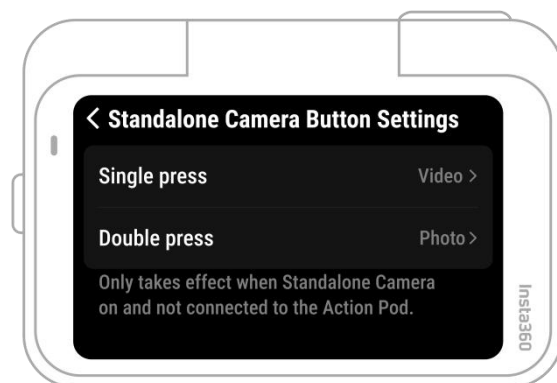 < Standalone Camera Button Settings
Single press Video >
Double press Photo >
Only takes effect when Standalone Camera
on and not connected to the Action Pod.
Insta360